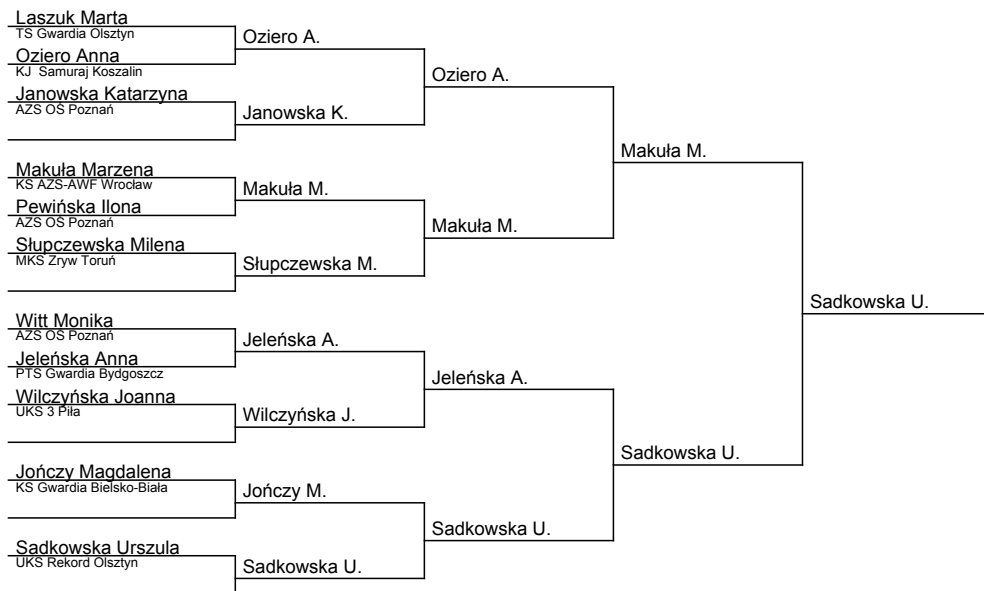 Laszuk Marta
TS Gwardia Olsztyn
Oziero Anna
KJ Samuraj Koszalin
Janowska Katarzyna
AZS OŚ Poznań
Makuła Marzena
KS AZS-AWF Wrocław
Pewińska Ilona
AZS OŚ Poznań
Słupczewska Milena
MKS Zryw Toruń
Witt Monika
AZS OŚ Poznań
Jeleńska Anna
PTS Gwardia Bydgoszcz
Wilczyńska Joanna
UKS 3 Piła
Jończy Magdalena
KS Gwardia Bielsko-Biała
Sadkowska Urszula
UKS Rekord Olsztyn
Oziero A.
Janowska K.
Makuła M.
Słupczewska M.
Jeleńska A.
Wilczyńska J.
Jończy M.
Sadkowska U.
Oziero A.
Makuła M.
Jeleńska A.
Sadkowska U.
Makuła M.
Sadkowska U.
Sadkowska U.